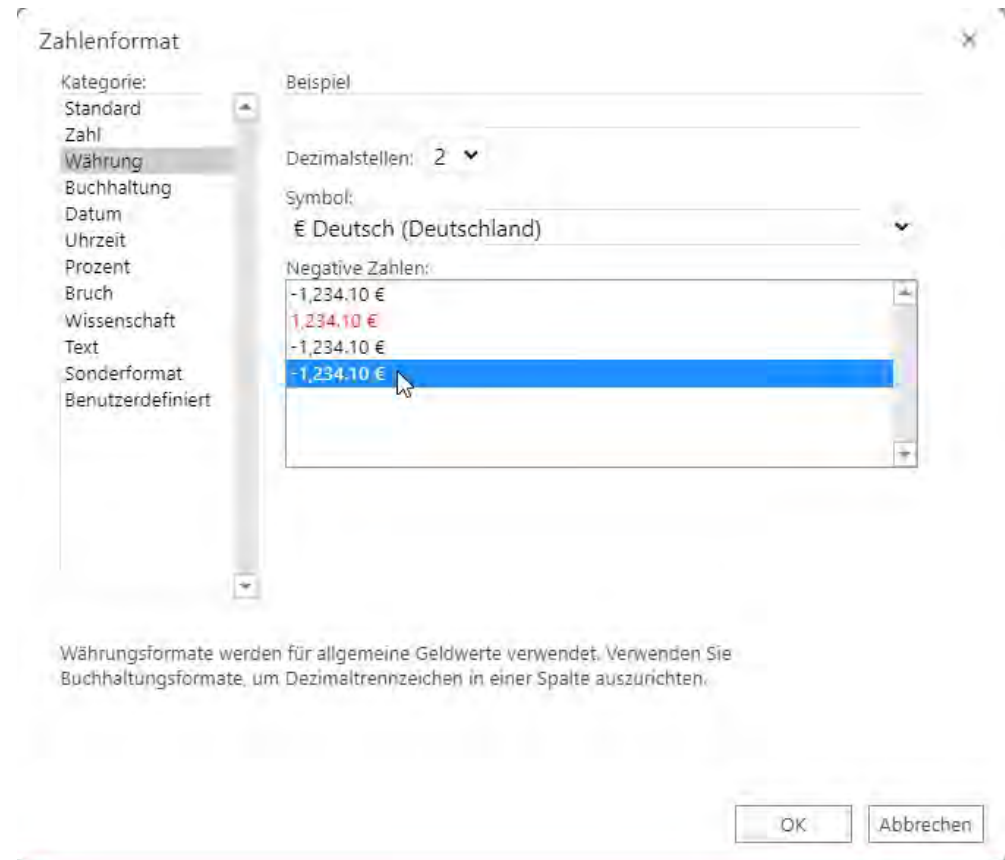 Zahlenformat
Kategorie:
Standard
Zahl
Währung
Buchhaltung
Datum
Uhrzeit
Prozent
Bruch
Wissenschaft
Text
Sonderformat
Benutzerdefiniert
Beispiel
Dezimalstellen: 2
Symbol:
€ Deutsch (Deutschland)
Negative Zahlen:
-1,234.10 €
1,234.10 €
-1,234.10 €
-1,234.10 €
Währungsformate werden für allgemeine Geldwerte verwendet. Verwenden Sie
Buchhaltungsformate, um Dezimaltrennzeichen in einer Spalte auszurichten.
OK
Abbrechen